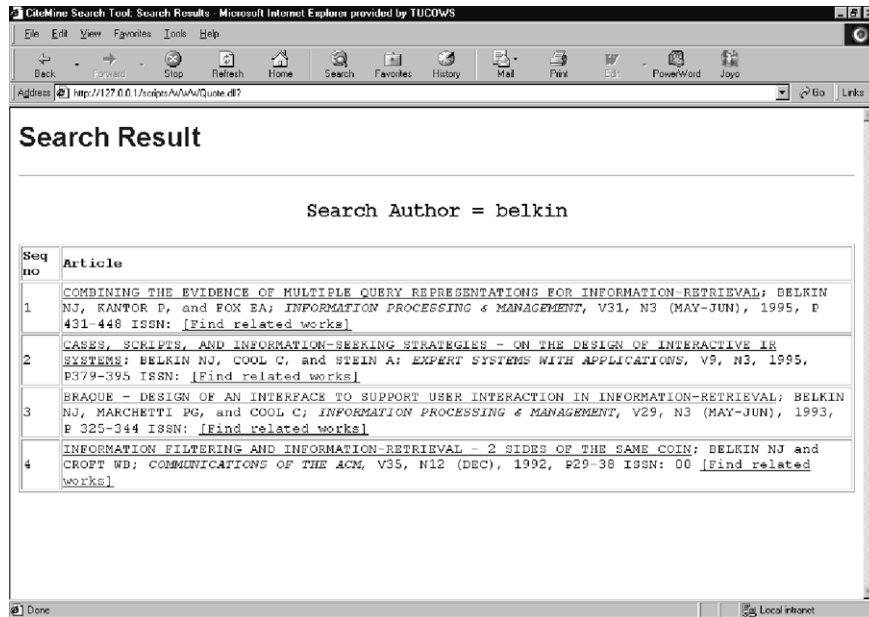 CiteMine Search Tool: Search Results - Microsoft Internet Explorer provided by TUCOWS
File Edit View Favorites Tools Help
Back Forward Stop Refresh Home Search Favorites History Mail Print Edit PowerWord Joyo
Address http://127.0.0.1/scripts/WWWQuote.dll? Go Links
Search Result
Search Author = belkin
Seq no Article
1 COMBINING THE EVIDENCE OF MULTIPLE QUERY REPRESENTATIONS FOR INFORMATION-RETRIEVAL; BELKIN
NJ, KANTOR P, and FOX EA; INFORMATION PROCESSING & MANAGEMENT, V31, N3 (MAY-JUN), 1995, P
431-448 ISSN: [Find related works]
2 CASES, SCRIPTS, AND INFORMATION-SEEKING STRATEGIES - ON THE DESIGN OF INTERACTIVE IR
SYSTEMS; BELKIN NJ, COOL C, and STEIN A; EXPERT SYSTEMS WITH APPLICATIONS, V9, N3, 1995,
P379-395 ISSN: [Find related works]
3 BRAQUE - DESIGN OF AN INTERFACE TO SUPPORT USER INTERACTION IN INFORMATION-RETRIEVAL; BELKIN
NJ, MARCHETTI PG, and COOL C; INFORMATION PROCESSING & MANAGEMENT, V29, N3 (MAY-JUN), 1993,
P 325-344 ISSN: [Find related works]
4 INFORMATION FILTERING AND INFORMATION-RETRIEVAL - 2 SIDES OF THE SAME COIN; BELKIN NJ and
CROFT WB; COMMUNICATIONS OF THE ACM, V35, N12 (DEC), 1992, P29-38 ISSN: 00 [Find related
works]
Done Local intranet